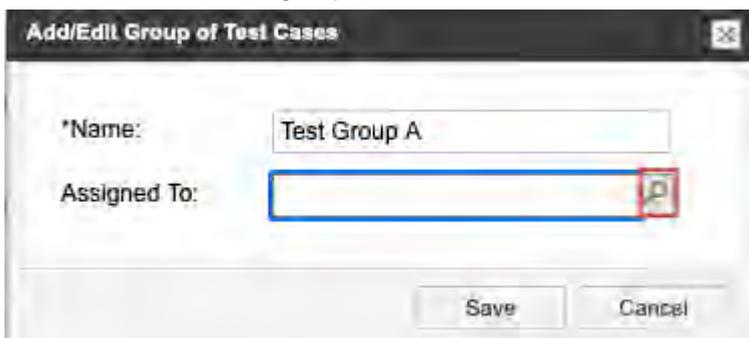 Add/Edit Group of Test Cases
*Name: Test Group A
Assigned To:
Save Cancel